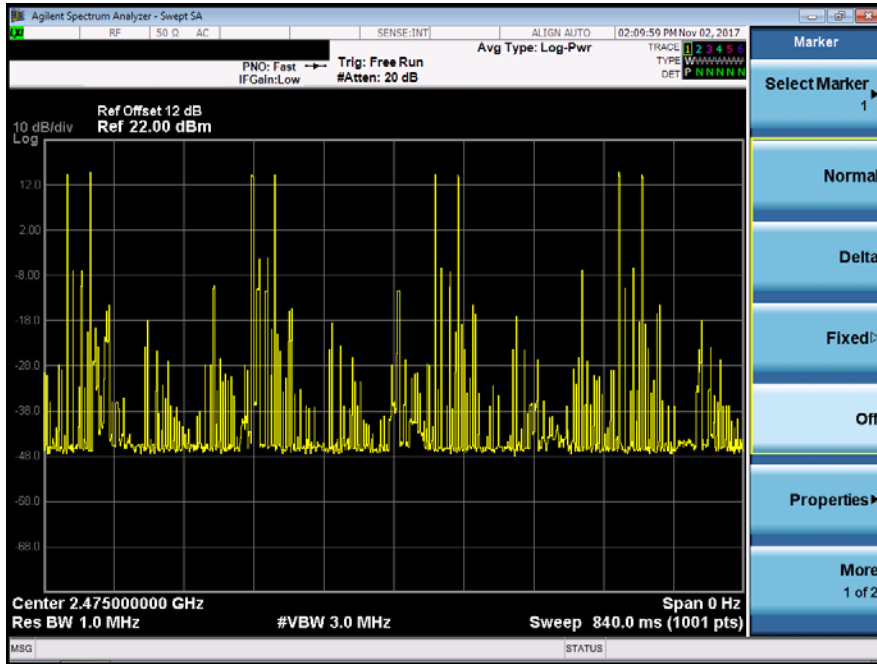 Agilent Spectrum Analyzer - Swept SA
LXI RF 50 Ω AC SENSE:INT ALIGN AUTO 02:09:59 PM Nov 02, 2017
Marker
Avg Type: Log-Pwr TRACE 1 2 3 4 5 6
PNO: Fast Trig: Free Run TYPE WWWWWW
IFGain:Low #Atten: 20 dB DET P N N N N N
Select Marker
1
Ref Offset 12 dB
10 dB/div Ref 22.00 dBm
Log
12.0
Normal
2.00
Delta
-8.00
-18.0
Fixed
-28.0
-38.0
Off
-48.0
-58.0
Properties
-68.0
More
1 of 2
Center 2.475000000 GHz Span 0 Hz
Res BW 1.0 MHz #VBW 3.0 MHz Sweep 840.0 ms (1001 pts)
MSG STATUS